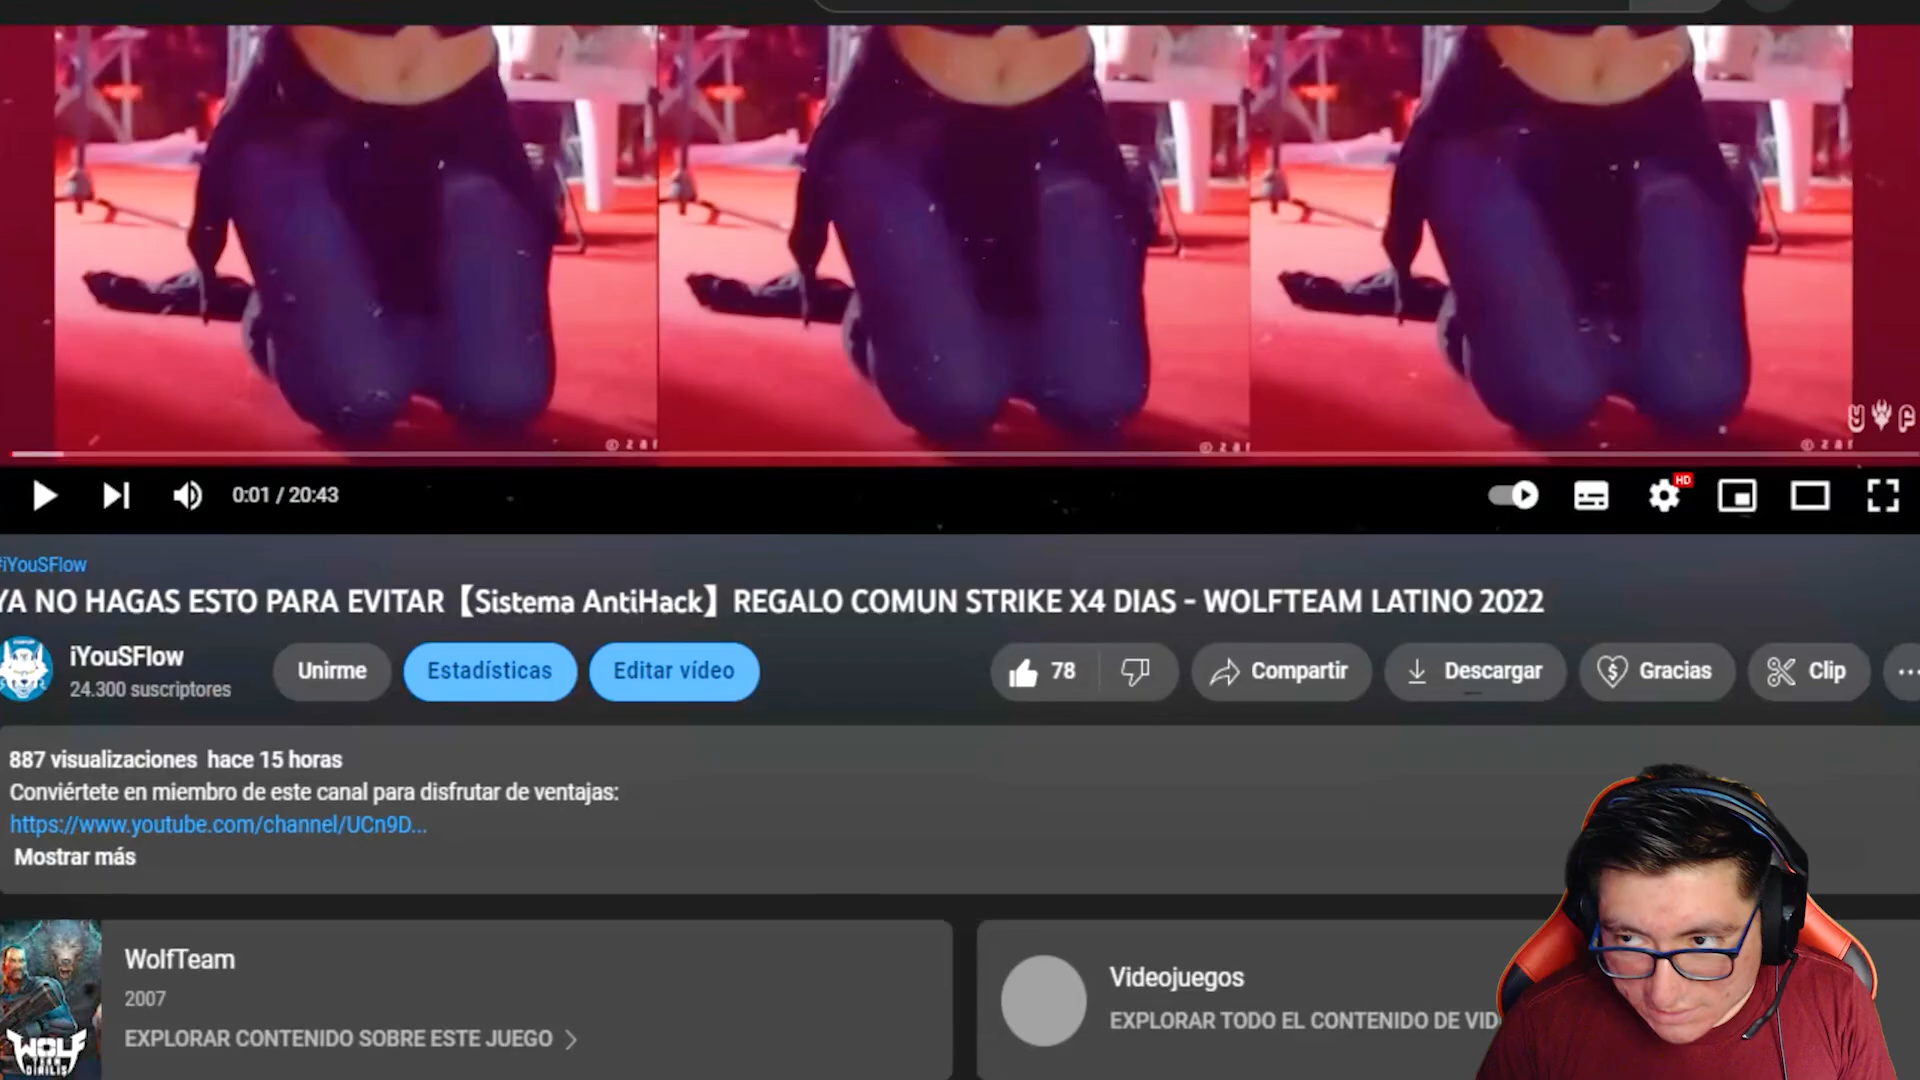 © z a r
© z a r
© z a r
0:01 / 20:43
HD
#iYouSFlow
YA NO HAGAS ESTO PARA EVITAR【Sistema AntiHack】REGALO COMUN STRIKE X4 DIAS - WOLFTEAM LATINO 2022
iYouSFlow
24.300 suscriptores
Unirme
Estadísticas
Editar vídeo
78
Compartir
Descargar
Gracias
Clip
887 visualizaciones hace 15 horas
Conviértete en miembro de este canal para disfrutar de ventajas:
https://www.youtube.com/channel/UCn9D...
Mostrar más
WolfTeam
2007
EXPLORAR CONTENIDO SOBRE ESTE JUEGO
WOLF
TEAM
Videojuegos
EXPLORAR TODO EL CONTENIDO DE VID